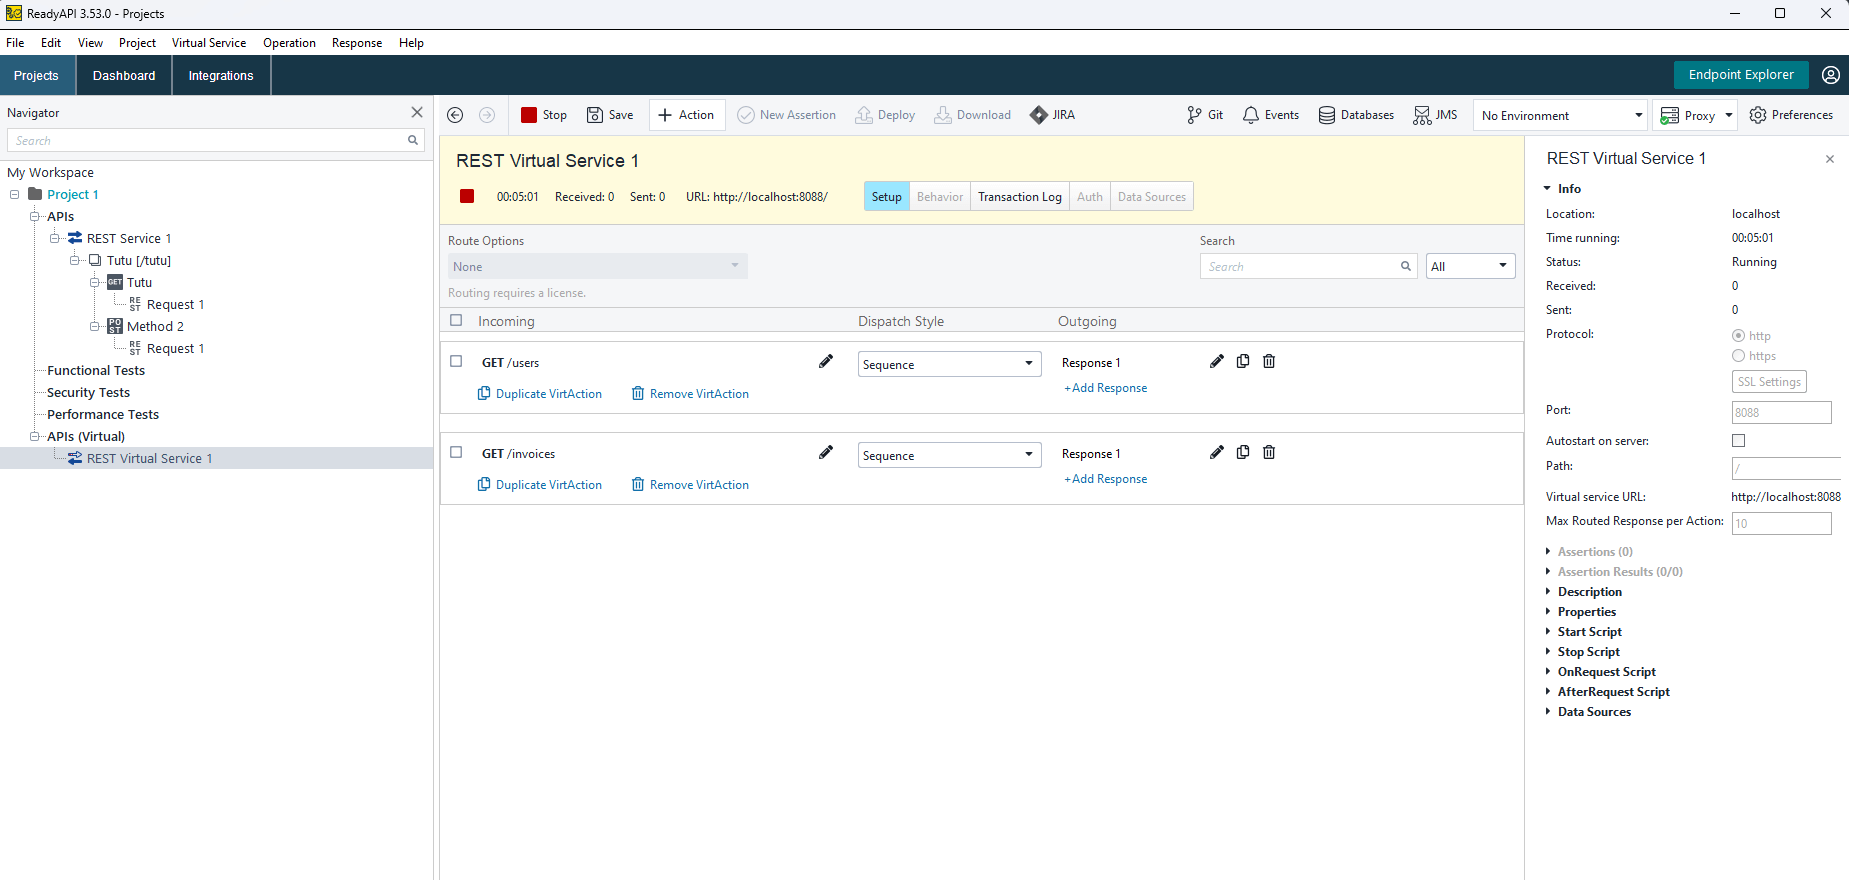 ReadyAPI 3.53.0 - Projects
File Edit View Project Virtual Service Operation Response Help
Projects Dashboard Integrations Endpoint Explorer
Navigator
Search
My Workspace
Project 1
APIs
REST Service 1
Tutu [/tutu]
GET Tutu
REST Request 1
POST Method 2
REST Request 1
Functional Tests
Security Tests
Performance Tests
APIs (Virtual)
REST Virtual Service 1
Stop Save + Action New Assertion Deploy Download JIRA Git Events Databases JMS No Environment Proxy Preferences
REST Virtual Service 1
00:05:01 Received: 0 Sent: 0 URL: http://localhost:8088/ Setup Behavior Transaction Log Auth Data Sources
Route Options
None
Routing requires a license.
Search
Search All
Incoming Dispatch Style Outgoing
GET /users Sequence Response 1
Duplicate VirtAction Remove VirtAction +Add Response
GET /invoices Sequence Response 1
Duplicate VirtAction Remove VirtAction +Add Response
REST Virtual Service 1
Info
Location: localhost
Time running: 00:05:01
Status: Running
Received: 0
Sent: 0
Protocol: http
https
SSL Settings
Port: 8088
Autostart on server:
Path: /
Virtual service URL: http://localhost:8088
Max Routed Response per Action: 10
Assertions (0)
Assertion Results (0/0)
Description
Properties
Start Script
Stop Script
OnRequest Script
AfterRequest Script
Data Sources